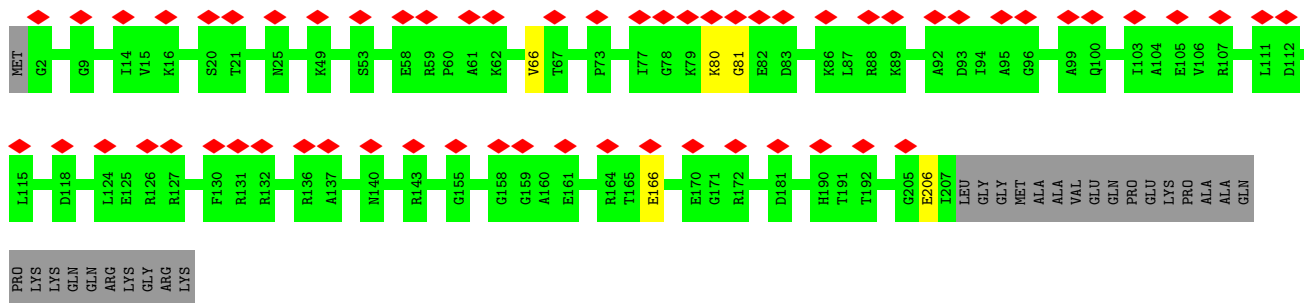 MET G2 G9 I14 V15 K16 S20 T21 N25 K49 S53 E58 R59 P60 A61 K62 V66 T67 P73 I77 G78 K79 K80 G81 E82 D83 K86 L87 R88 K89 A92 D93 I94 A95 G96 A99 Q100 I103 A104 E105 V106 R107 L111 D112
L115 D118 L124 E125 R126 R127 F130 R131 R132 R136 A137 N140 R143 G155 G158 G159 A160 E161 R164 T165 E166 E170 G171 R172 D181 H190 T191 T192 G205 E206 I207 LEU GLY GLY MET ALA ALA VAL GLU GLN PRO GLU LYS PRO ALA ALA GLN
PRO LYS LYS GLN GLN ARG LYS GLY ARG LYS